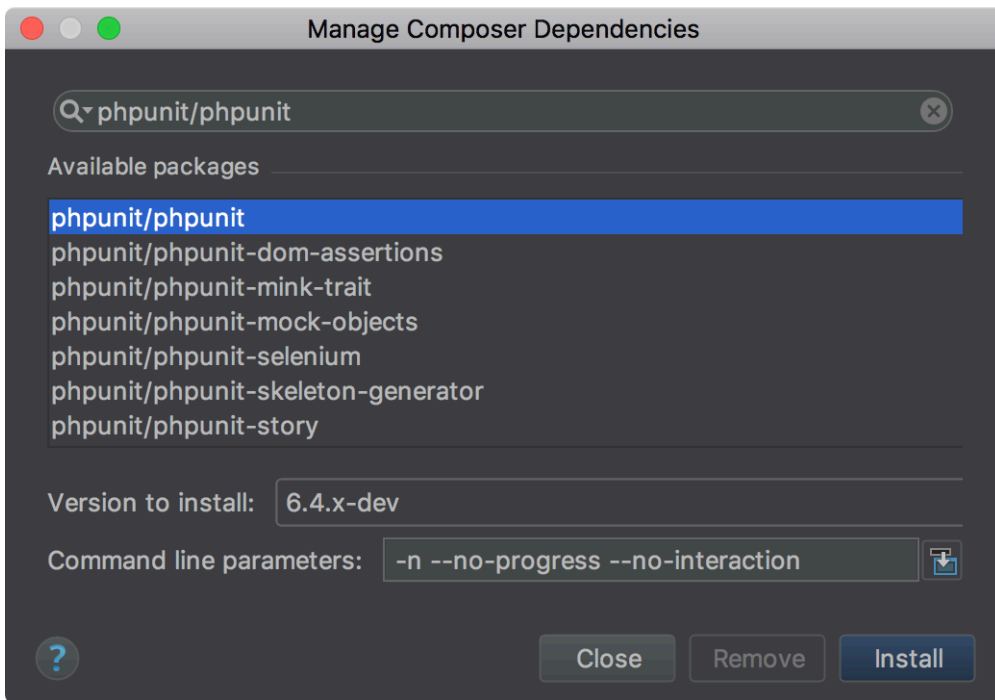 Manage Composer Dependencies
phpunit/phpunit
Available packages
phpunit/phpunit
phpunit/phpunit-dom-assertions
phpunit/phpunit-mink-trait
phpunit/phpunit-mock-objects
phpunit/phpunit-selenium
phpunit/phpunit-skeleton-generator
phpunit/phpunit-story
Version to install: 6.4.x-dev
Command line parameters: -n --no-progress --no-interaction
? Close Remove Install